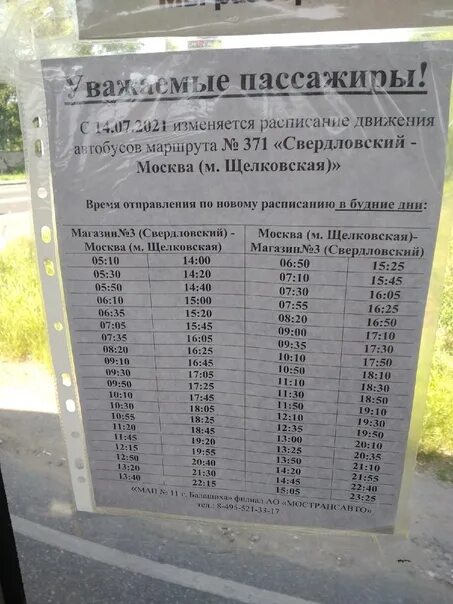 Уважаемые пассажиры!
С 14.07.2021 изменяется расписание движения
автобусов маршрута № 371 «Свердловский -
Москва (м. Щелковская)»
Время отправления по новому расписанию в будние дни:
Магазин№3 (Свердловский) - Москва (м. Щелковская)-
Москва (м. Щелковская) Магазин№3 (Свердловский)
05:10 14:00 06:50 15:25
05:30 14:20 07:10 15:45
05:50 14:40 07:30 16:05
06:10 15:00 07:55 16:25
06:35 15:20 08:20 16:50
07:05 15:45 09:00 17:10
07:35 16:05 09:35 17:30
08:20 16:25 10:10 17:50
09:10 16:45 10:50 18:10
09:30 17:05 11:10 18:30
09:50 17:25 11:30 18:50
10:10 17:45 11:50 19:10
10:30 18:05 12:10 19:30
10:55 18:25 12:35 19:50
11:20 18:45 13:00 20:10
11:45 19:20 13:25 20:35
12:15 19:55 13:50 21:10
12:50 20:40 14:20 21:55
13:20 21:30 14:45 22:40
13:40 22:15 15:05 23:25
«МАП № 11 г. Балашиха» филиал АО «МОСТРАНСАВТО»
тел.: 8-495-521-33-17